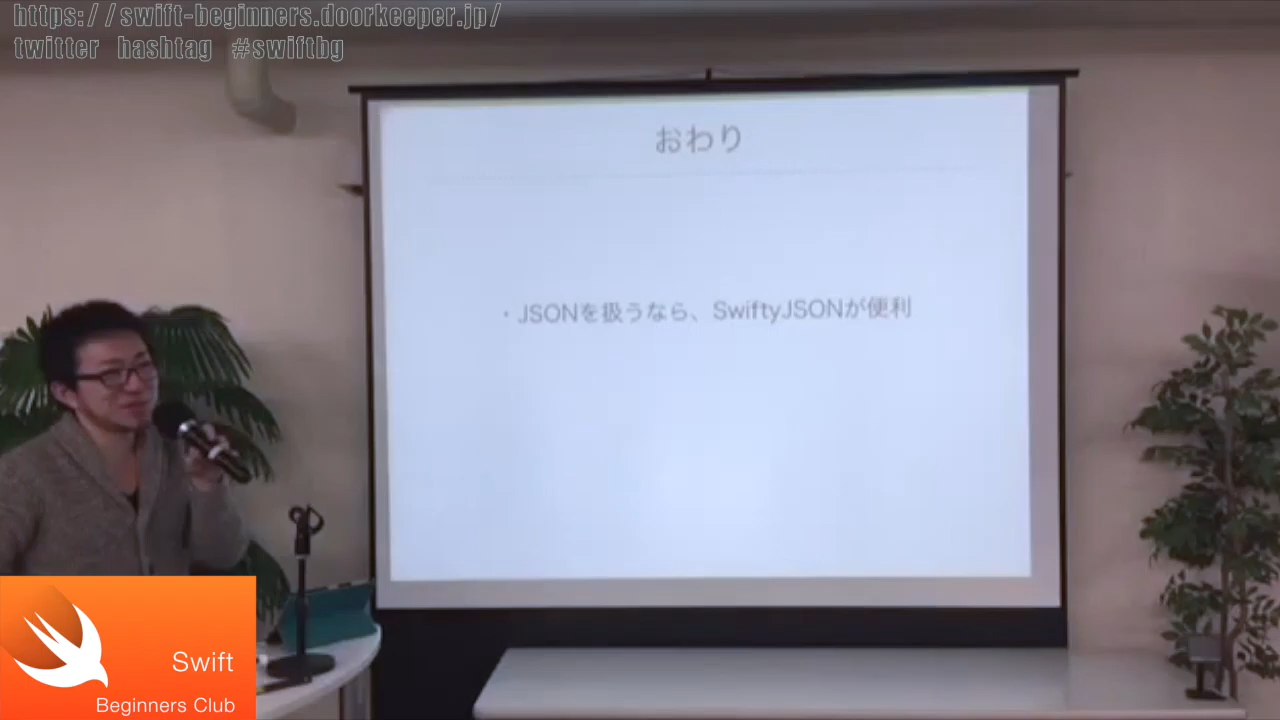 https://swift-beginners.doorkeeper.jp/
twitter hashtag #swiftbg
おわり
・JSONを扱うなら、SwiftyJSONが便利
Swift
Beginners Club